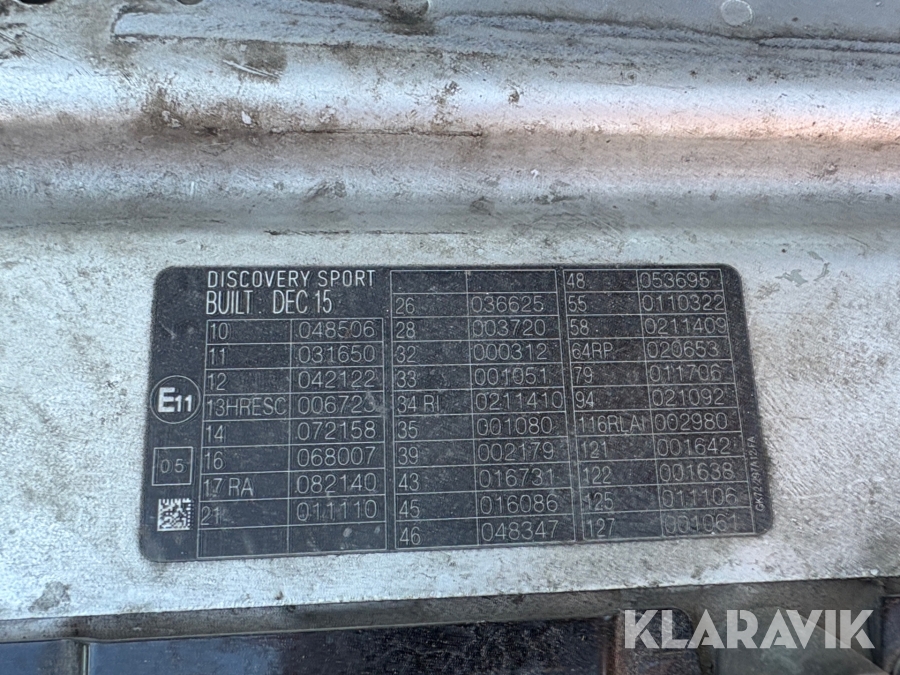 DISCOVERY SPORT
BUILT : DEC 15
10 048506
11 031650
12 042122
13HRESC 006723
14 072158
16 068007
17 RA 082140
21 011110
26 036625
28 003720
32 000312
33 001051
34 RI 0211410
35 001080
39 002179
43 016731
45 016086
46 048347
48 053695
55 0110322
58 0211409
64RP 020653
79 011706
94 021092
116RLAI 002980
121 001642
122 001638
125 011106
127 001061
E11
0.5
KLARAVIK